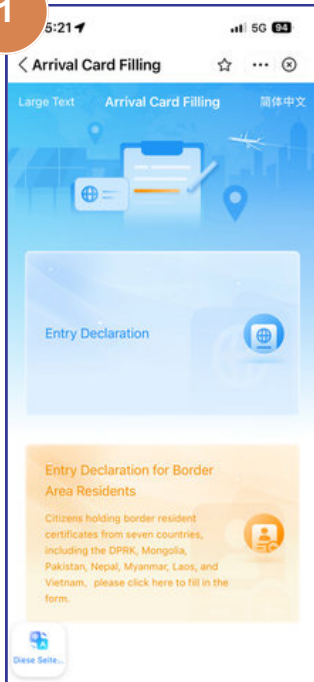 1
5:21
5G 94
Arrival Card Filling
Large Text Arrival Card Filling 简体中文
Entry Declaration
Entry Declaration for Border
Area Residents
Citizens holding border resident
certificates from seven countries,
including the DPRK, Mongolia,
Pakistan, Nepal, Myanmar, Laos, and
Vietnam, please click here to fill in the
form.
Diese Seite...